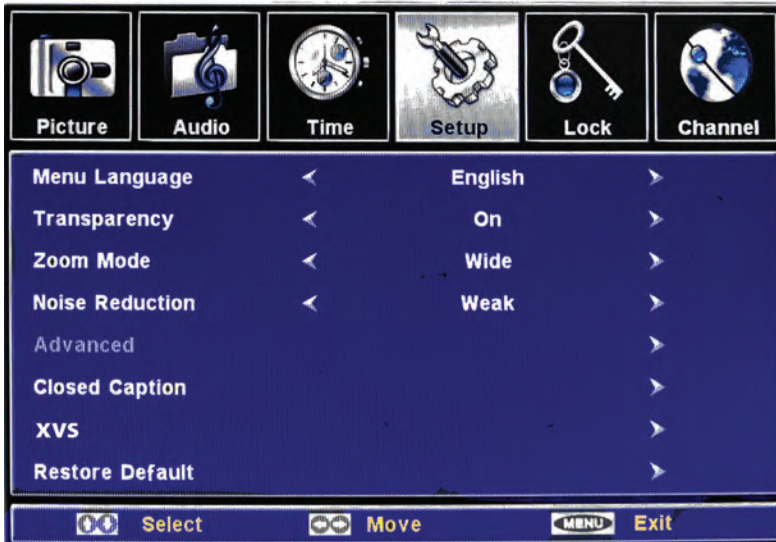 Picture Audio Time Setup Lock Channel
Menu Language English
Transparency On
Zoom Mode Wide
Noise Reduction Weak
Advanced
Closed Caption
XVS
Restore Default
Select Move MENU Exit